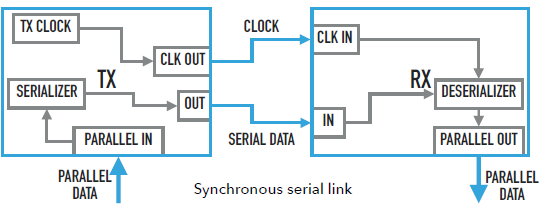 TX CLOCK
CLK OUT
CLOCK
CLK IN
SERIALIZER
TX
OUT
PARALLEL IN
SERIAL DATA
IN
RX
DESERIALIZER
PARALLEL OUT
PARALLEL
DATA
Synchronous serial link
PARALLEL
DATA